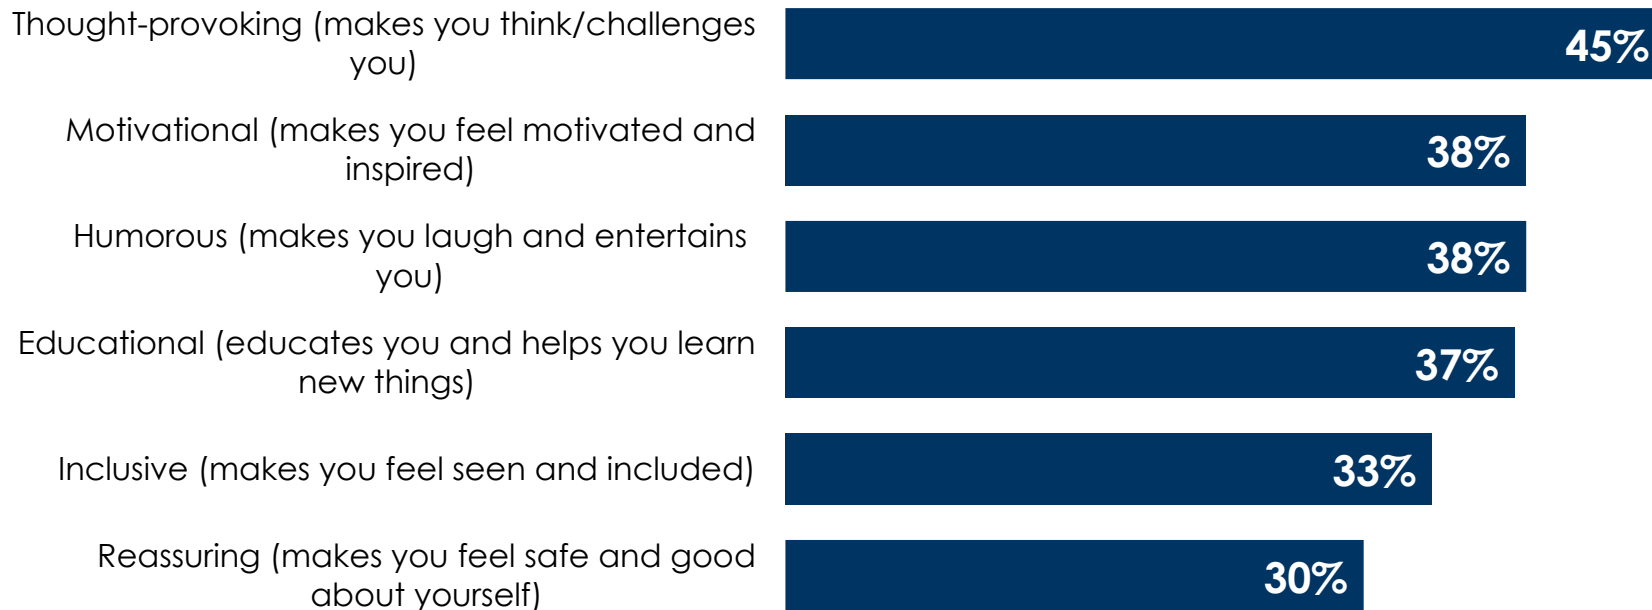 Thought-provoking (makes you think/challenges
you)
45%
Motivational (makes you feel motivated and
inspired)
38%
Humorous (makes you laugh and entertains
you)
38%
Educational (educates you and helps you learn
new things)
37%
Inclusive (makes you feel seen and included)
33%
Reassuring (makes you feel safe and good
about yourself)
30%